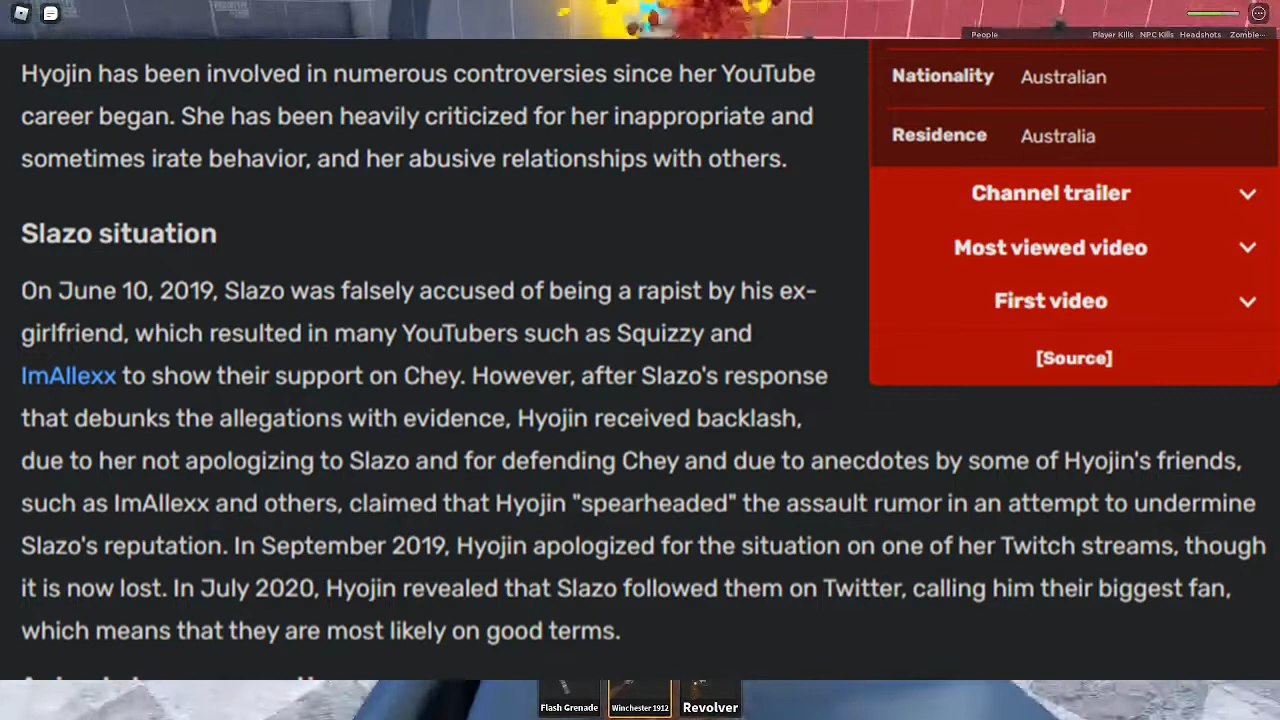 People Player Kills NPC Kills Headshots Zombie...
Hyojin has been involved in numerous controversies since her YouTube
career began. She has been heavily criticized for her inappropriate and
sometimes irate behavior, and her abusive relationships with others.
Slazo situation
On June 10, 2019, Slazo was falsely accused of being a rapist by his ex-
girlfriend, which resulted in many YouTubers such as Squizzy and
ImAllexx to show their support on Chey. However, after Slazo's response
that debunks the allegations with evidence, Hyojin received backlash,
due to her not apologizing to Slazo and for defending Chey and due to anecdotes by some of Hyojin's friends,
such as ImAllexx and others, claimed that Hyojin "spearheaded" the assault rumor in an attempt to undermine
Slazo's reputation. In September 2019, Hyojin apologized for the situation on one of her Twitch streams, though
it is now lost. In July 2020, Hyojin revealed that Slazo followed them on Twitter, calling him their biggest fan,
which means that they are most likely on good terms.
Nationality Australian
Residence Australia
Channel trailer
Most viewed video
First video
[Source]
Flash Grenade Winchester 1912 Revolver